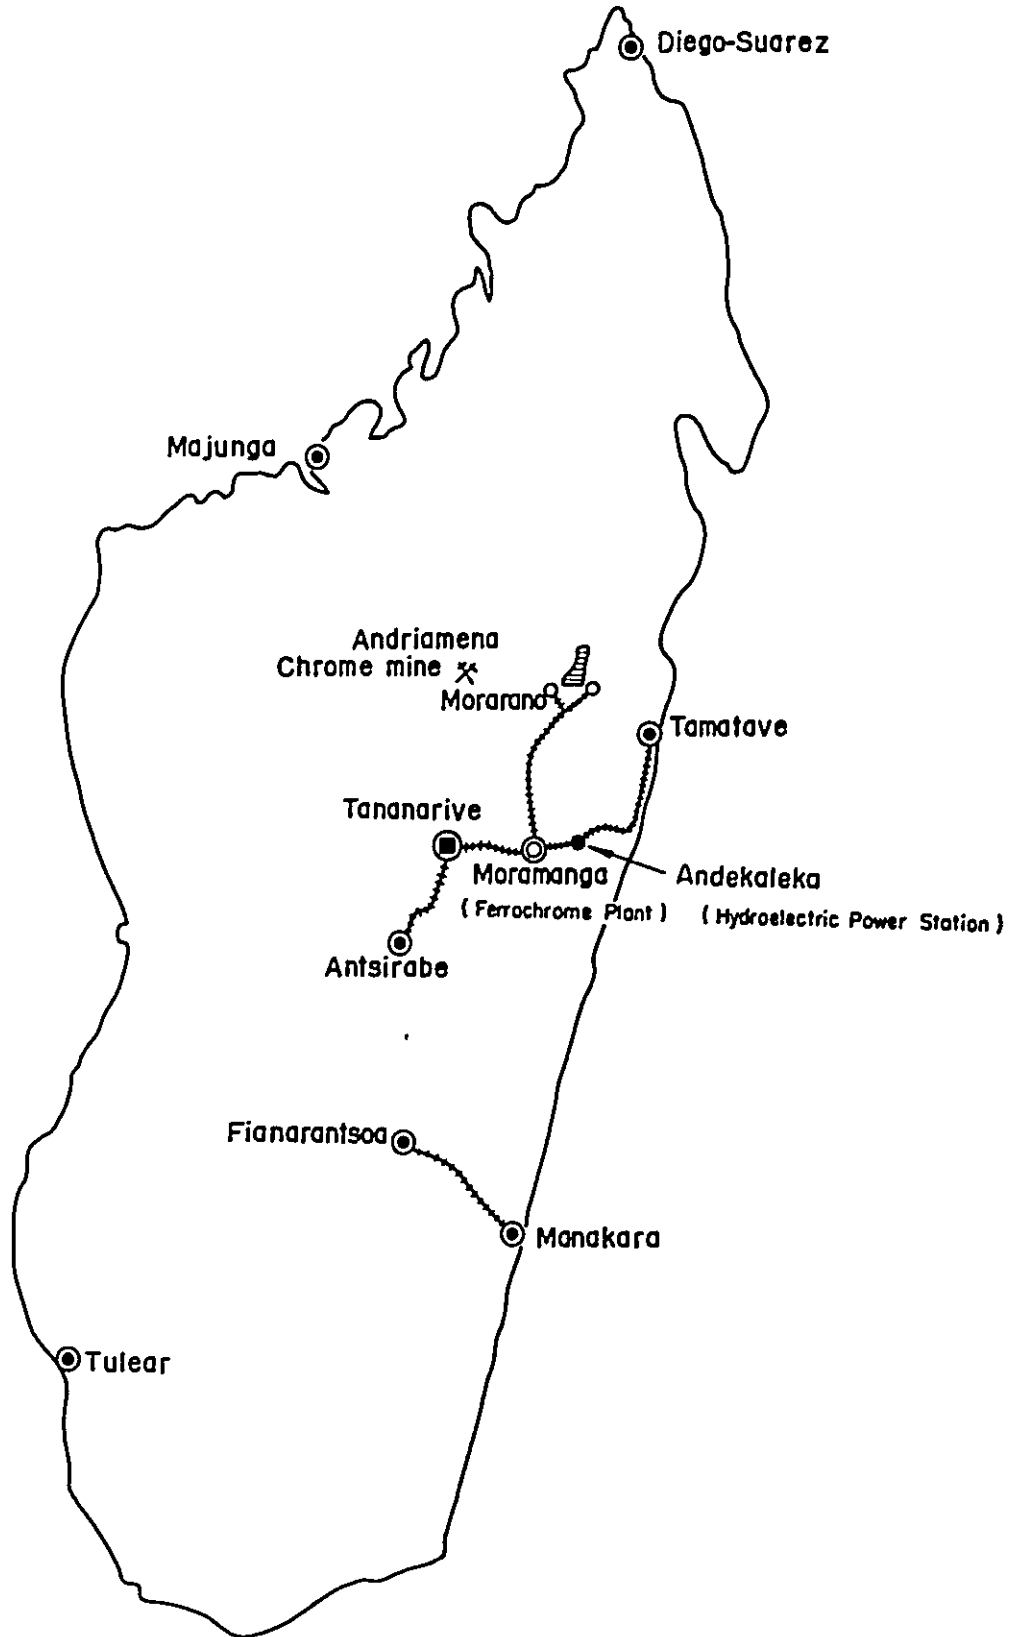 Diego-Suarez
Majunga
Andriamena
Chrome mine
Morarano
Tamatave
Tananarive
Moramanga
Andekaleka
( Ferrochrome Plant )
( Hydroelectric Power Station )
Antsirabe
Fianarantsoa
Manakara
Tulear